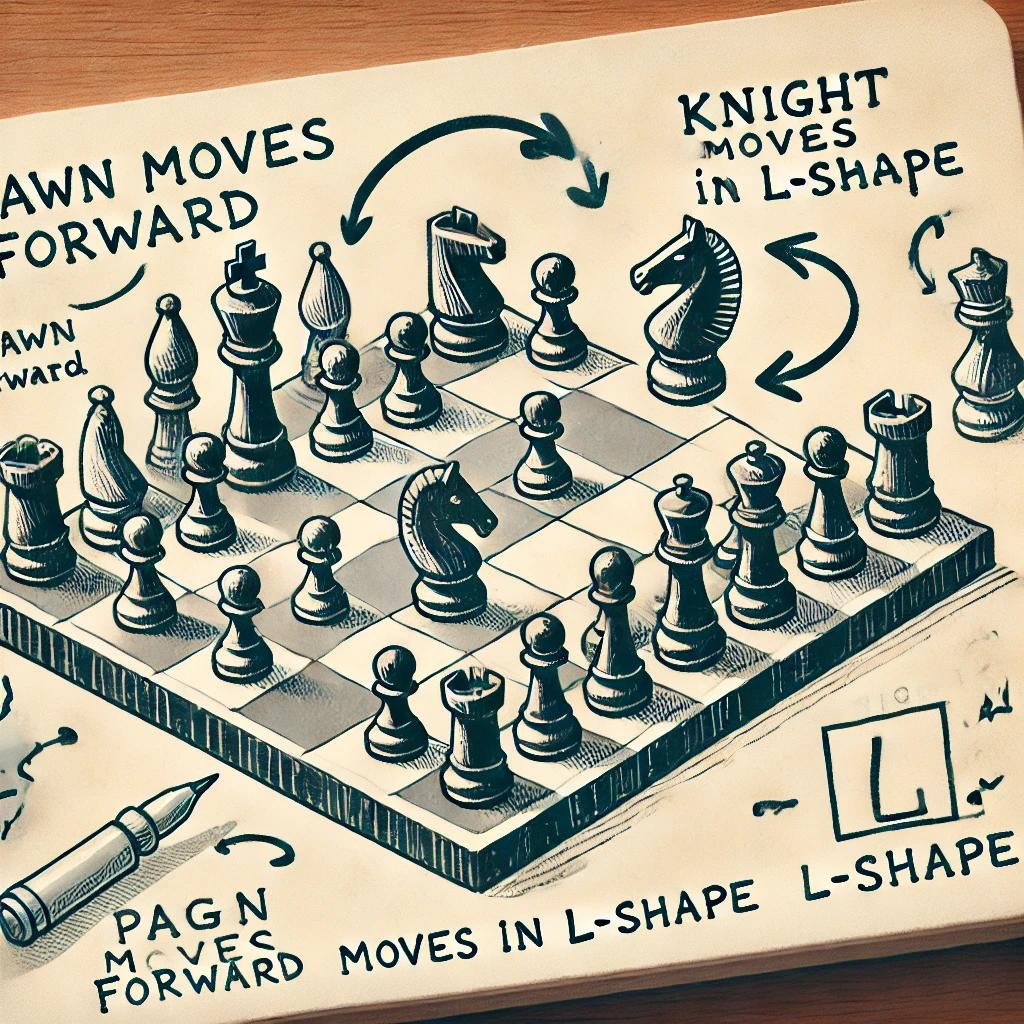 AWN MOVES
FORWARD
AWN
rward
KNIGHT
MOVES
in L-SHAPE
L
L-SHAPE
PAGN
MOVES
FORWARD
MOVES iN L-SHAPE